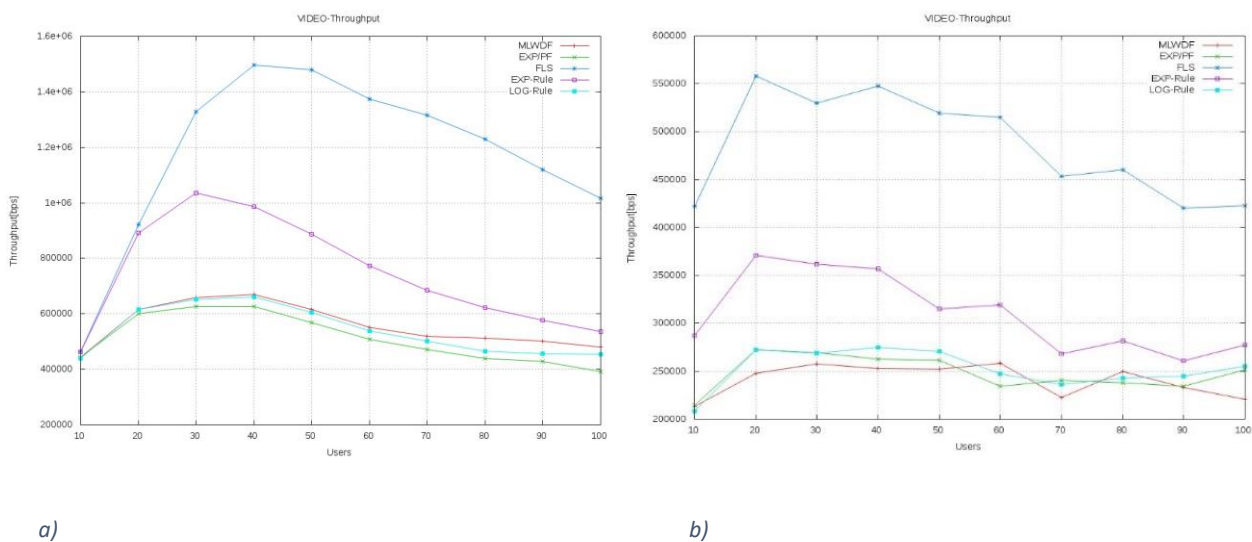 VIDEO-Throughput
1.6e+06
1.4e+06
1.2e+06
1e+06
800000
600000
400000
200000
Throughput[bps]
MLWDF
EXP/PF
FLS
EXP-Rule
LOG-Rule
10 20 30 40 50 60 70 80 90 100
Users
a)
VIDEO-Throughput
600000
550000
500000
450000
400000
350000
300000
250000
200000
Throughput[bps]
MLWDF
EXP/PF
FLS
EXP-Rule
LOG-Rule
10 20 30 40 50 60 70 80 90 100
Users
b)